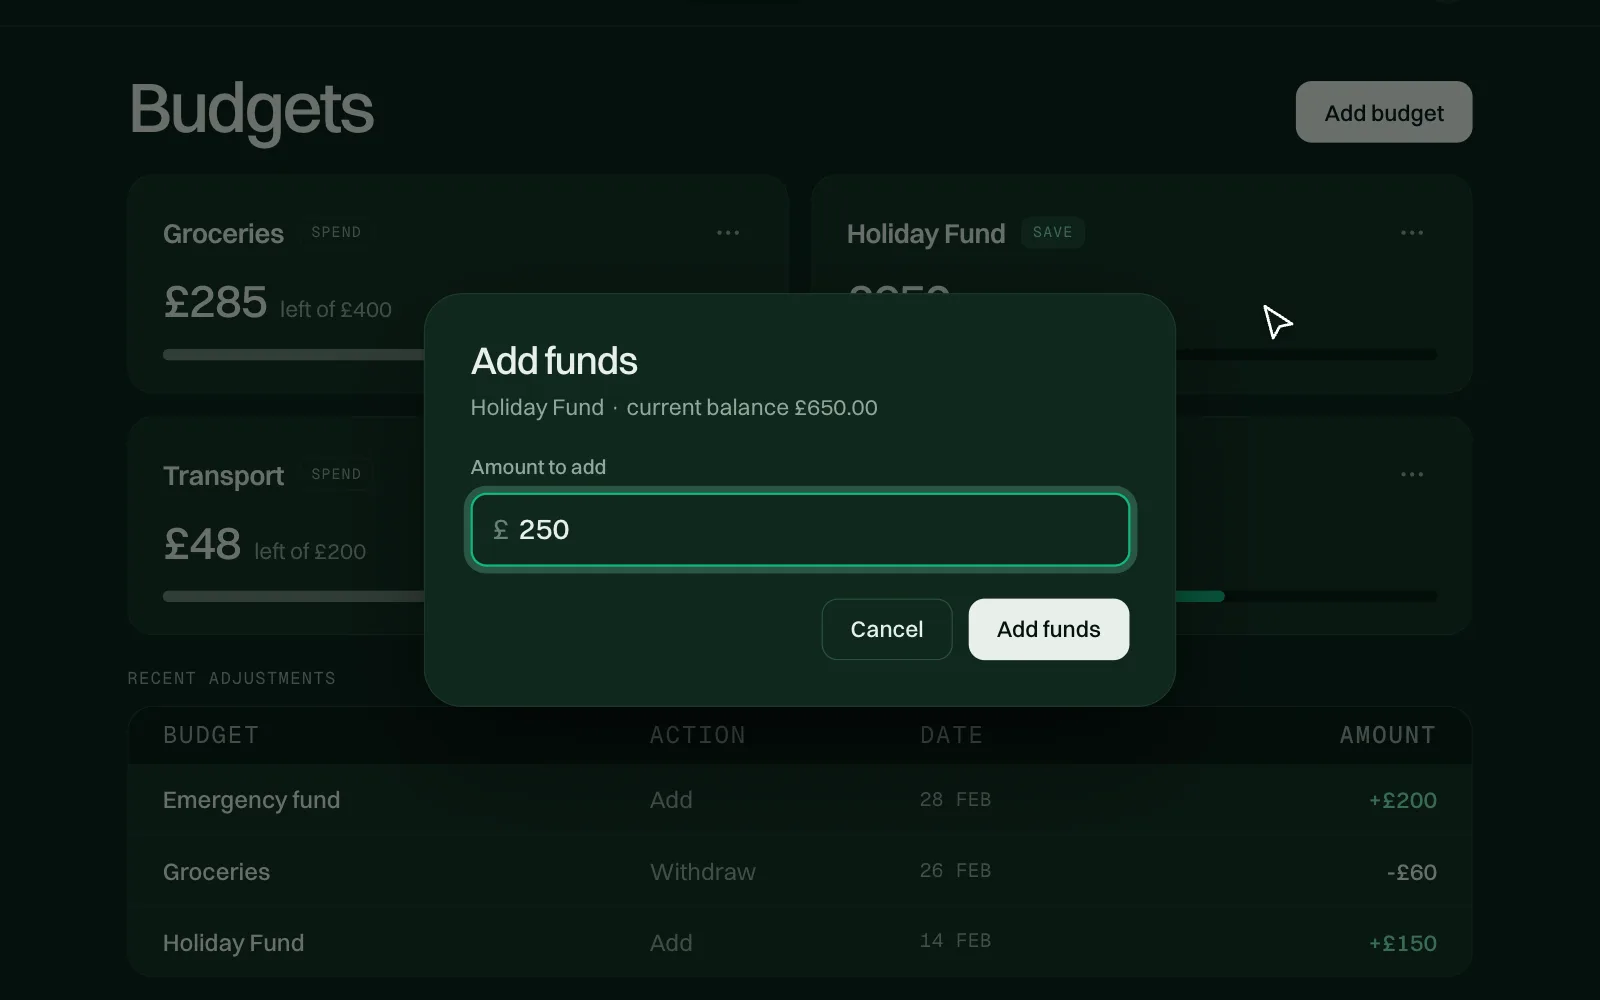 Budgets
Add budget
Groceries SPEND
Holiday Fund SAVE
£285 left of £400
Add funds
Holiday Fund · current balance £650.00
Amount to add
£ 250
Cancel
Add funds
Transport SPEND
£48 left of £200
RECENT ADJUSTMENTS
BUDGET ACTION DATE AMOUNT
Emergency fund Add 28 FEB +£200
Groceries Withdraw 26 FEB -£60
Holiday Fund Add 14 FEB +£150